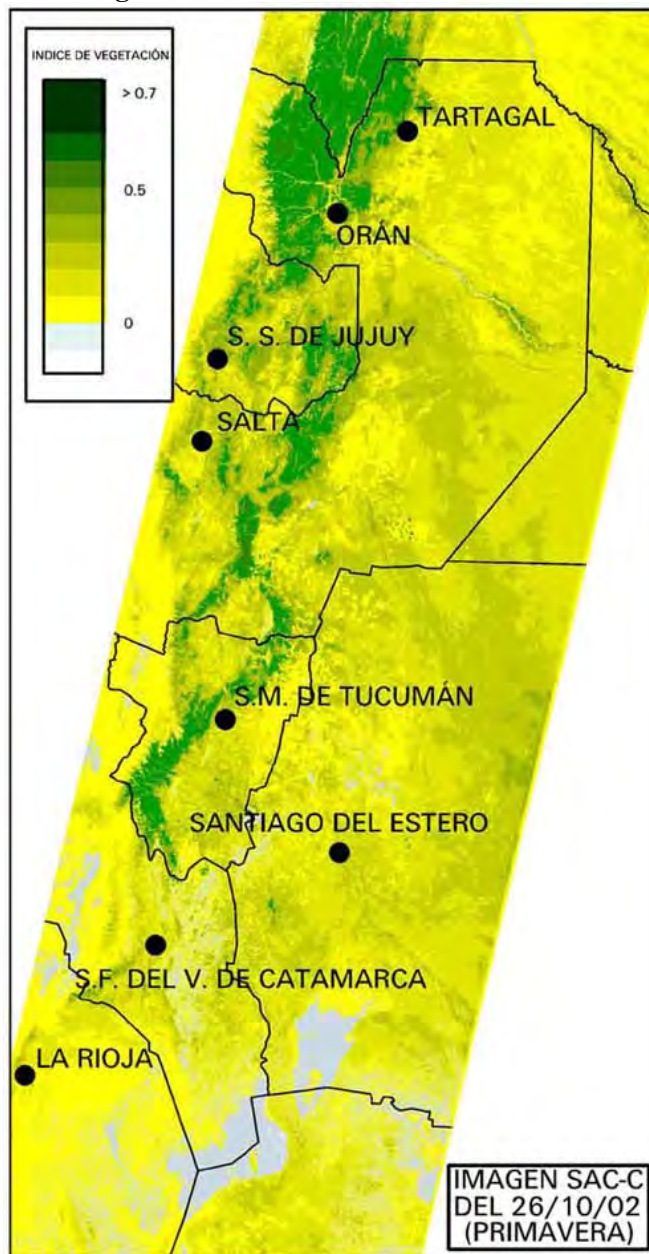 INDICE DE VEGETACIÓN
> 0.7
0.5
0
TARTAGAL
ORÁN
S. S. DE JUJUY
SALTA
S.M. DE TUCUMÁN
SANTIAGO DEL ESTERO
S.F. DEL V. DE CATAMARCA
LA RIOJA
IMAGEN SAC-C
DEL 26/10/02
(PRIMAVERA)